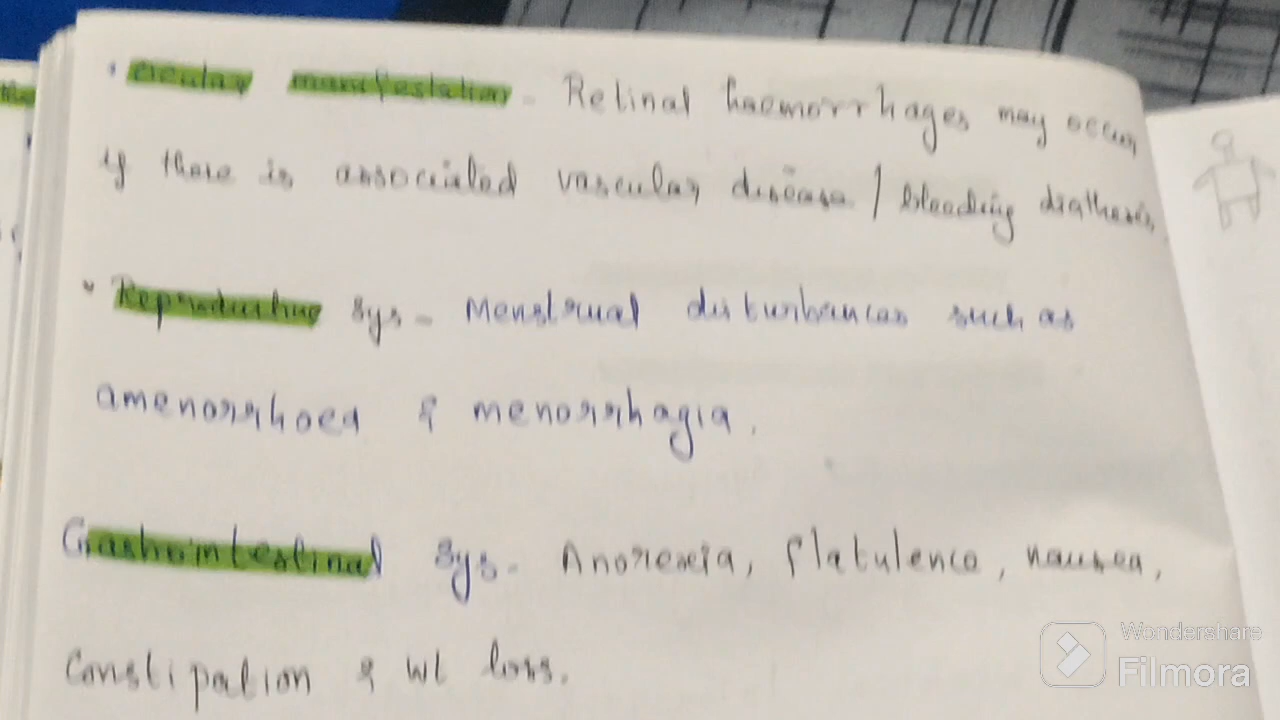 • Ocular manifestation - Retinal haemorrhages may occur
if there is associated vascular disease / bleeding diathesis.
Reproductive sys - Menstrual disturbances such as
amenorrhoea & menorrhagia.
Gastrointestinal sys - Anorexia, flatulence, nausea,
constipation & wt loss.
Wondershare
Filmora